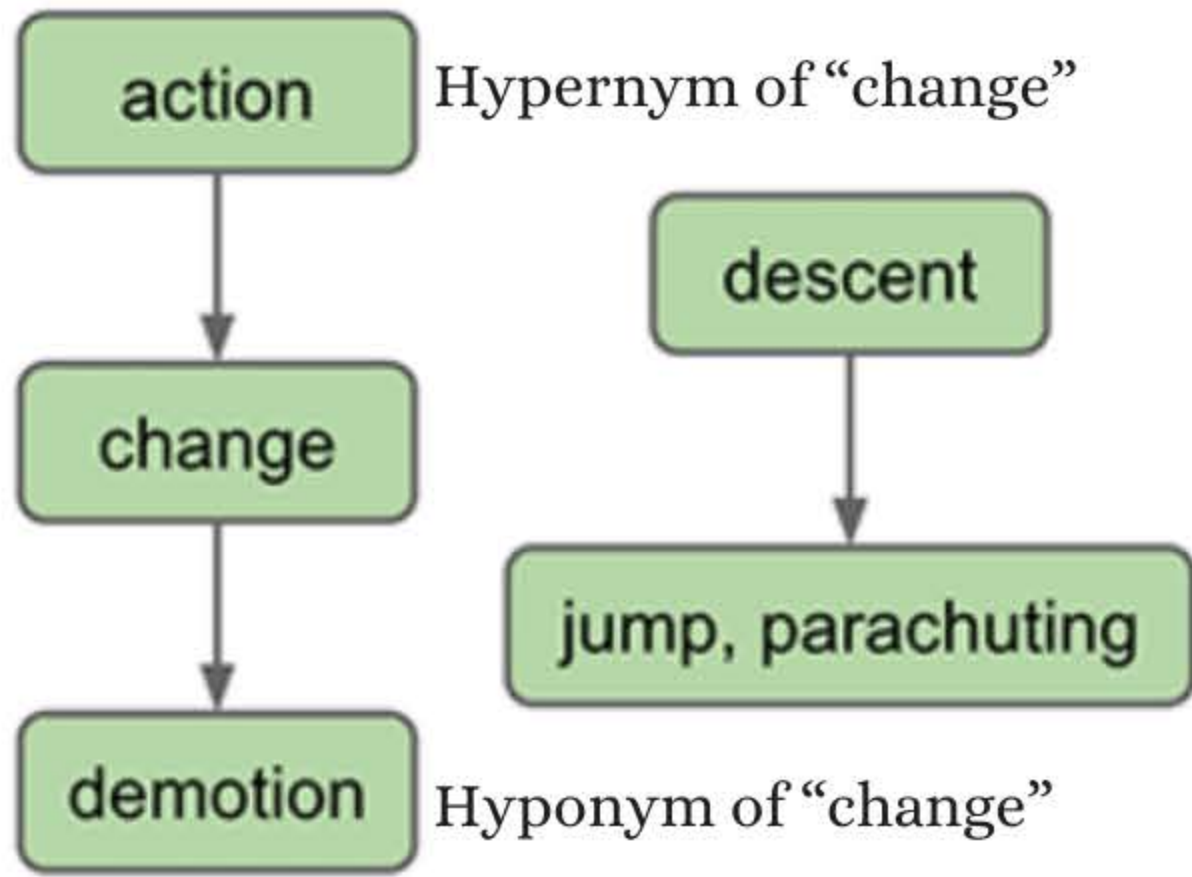 action
Hypernym of “change”
descent
change
jump, parachuting
demotion
Hyponym of “change”